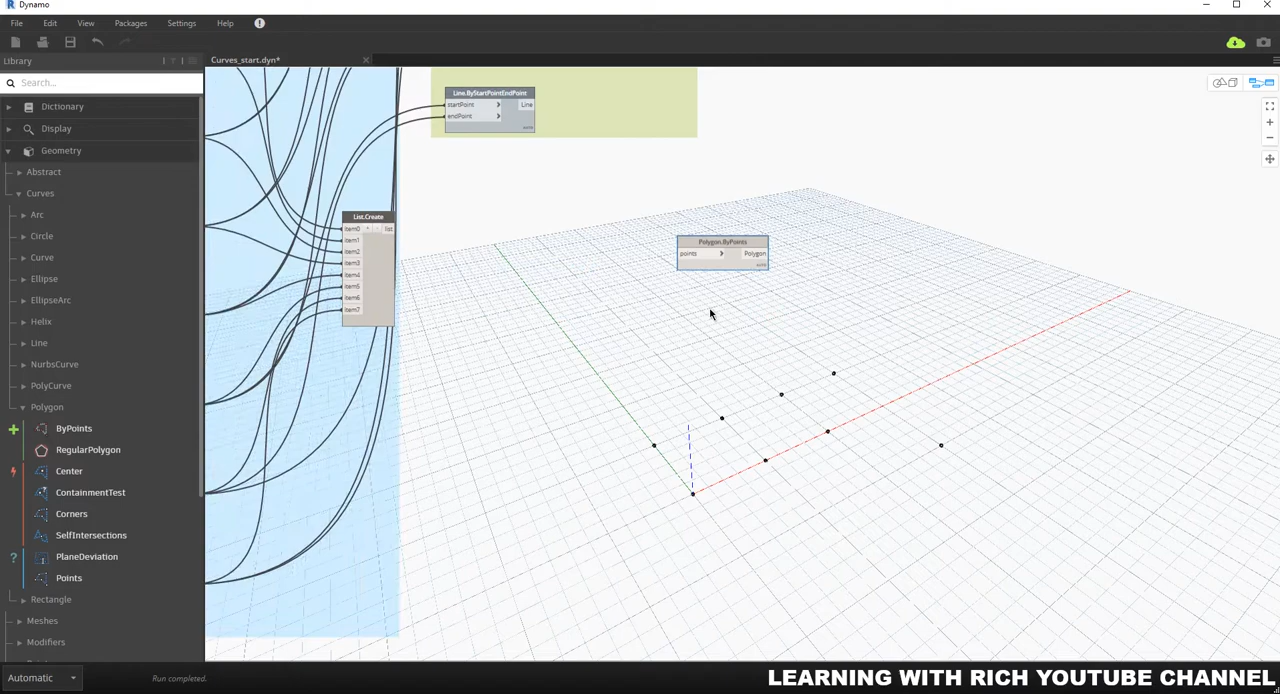 Dynamo
File Edit View Packages Settings Help
Library
Curves_start.dyn*
Search...
Dictionary
Display
Geometry
Abstract
Curves
Arc
Circle
Curve
Ellipse
EllipseArc
Helix
Line
NurbsCurve
PolyCurve
Polygon
ByPoints
RegularPolygon
Center
ContainmentTest
Corners
SelfIntersections
PlaneDeviation
Points
Rectangle
Meshes
Modifiers
Line.ByStartPointEndPoint
startPoint > Line
endPoint >
List.Create
item0 + - list
item1
item2
item3
item4
item5
item6
item7
Polygon.ByPoints
points > Polygon
Automatic
Run completed.
LEARNING WITH RICH YOUTUBE CHANNEL